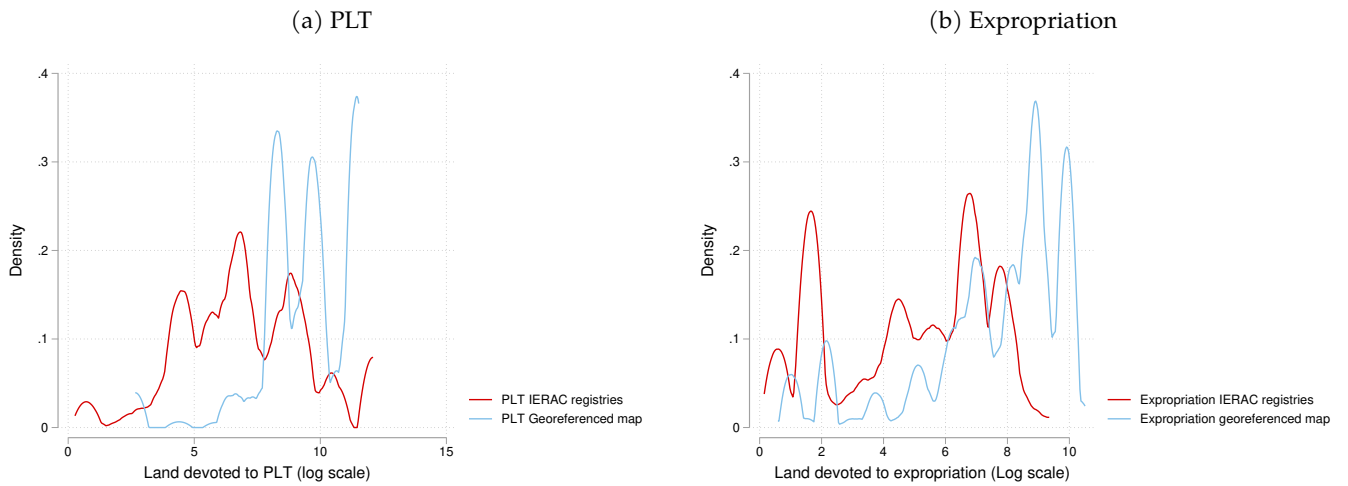 (a) PLT
.4
.3
.2
.1
0
Density
0 5 10 15
Land devoted to PLT (log scale)
PLT IERAC registries
PLT Georeferenced map
(b) Expropriation
.4
.3
.2
.1
0
Density
0 2 4 6 8 10
Land devoted to expropriation (Log scale)
Expropriation IERAC registries
Expropriation georeferenced map